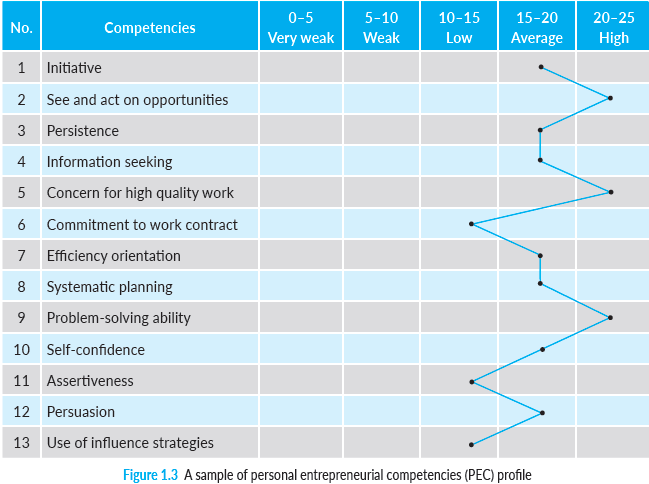 No. Competencies 0–5 Very weak 5–10 Weak 10–15 Low 15–20 Average 20–25 High
1 Initiative
2 See and act on opportunities
3 Persistence
4 Information seeking
5 Concern for high quality work
6 Commitment to work contract
7 Efficiency orientation
8 Systematic planning
9 Problem-solving ability
10 Self-confidence
11 Assertiveness
12 Persuasion
13 Use of influence strategies
Figure 1.3 A sample of personal entrepreneurial competencies (PEC) profile